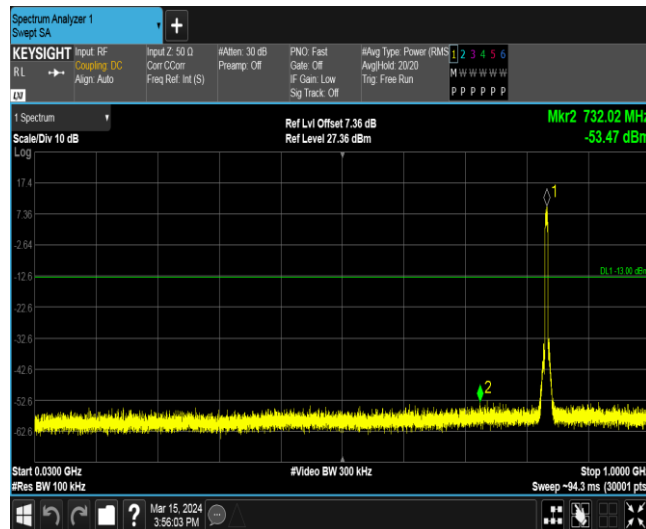 Spectrum Analyzer 1
Swept SA
+
KEYSIGHT Input: RF Input Z: 50 Ω #Atten: 30 dB PNO: Fast #Avg Type: Power (RMS 1 2 3 4 5 6
RL Coupling: DC Corr CCorr Preamp: Off Gate: Off Avg|Hold: 20/20 M W W W W W
Align: Auto Freq Ref: Int (S) IF Gain: Low Trig: Free Run
LXI Sig Track: Off P P P P P P
1 Spectrum Ref Lvl Offset 7.36 dB Mkr2 732.02 MHz
Scale/Div 10 dB Ref Level 27.36 dBm -53.47 dBm
Log
17.4
1
7.36
-2.64
DL1 -13.00 dBm
-12.6
-22.6
-32.6
-42.6
2
-52.6
-62.6
Start 0.0300 GHz #Video BW 300 kHz Stop 1.0000 GHz
#Res BW 100 kHz Sweep ~94.3 ms (30001 pts)
? Mar 15, 2024
3:56:03 PM